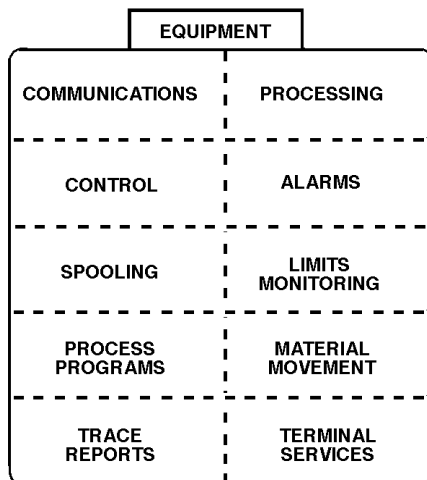 EQUIPMENT
COMMUNICATIONS
PROCESSING
CONTROL
ALARMS
SPOOLING
LIMITS
MONITORING
PROCESS
PROGRAMS
MATERIAL
MOVEMENT
TRACE
REPORTS
TERMINAL
SERVICES